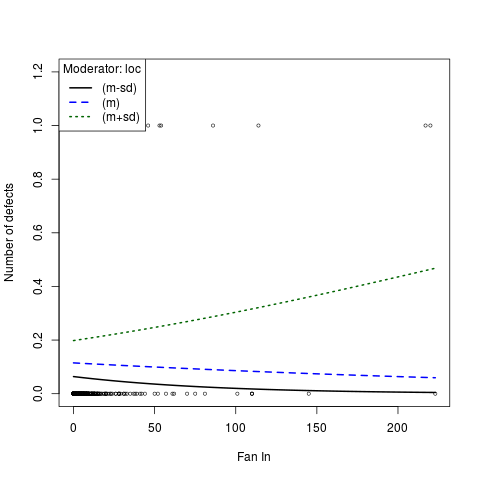 Moderator: loc
(m-sd)
(m)
(m+sd)
1.2
1.0
0.8
0.6
0.4
0.2
0.0
Number of defects
0 50 100 150 200
Fan In